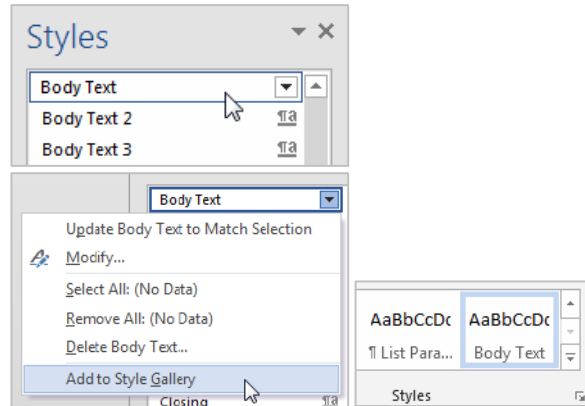 Styles
Body Text
Body Text 2
¶a
Body Text 3
¶a
Body Text
Update Body Text to Match Selection
Modify...
Select All: (No Data)
Remove All: (No Data)
Delete Body Text...
Add to Style Gallery
Closing
¶a
AaBbCcDc AaBbCcDc
¶ List Para... Body Text
Styles